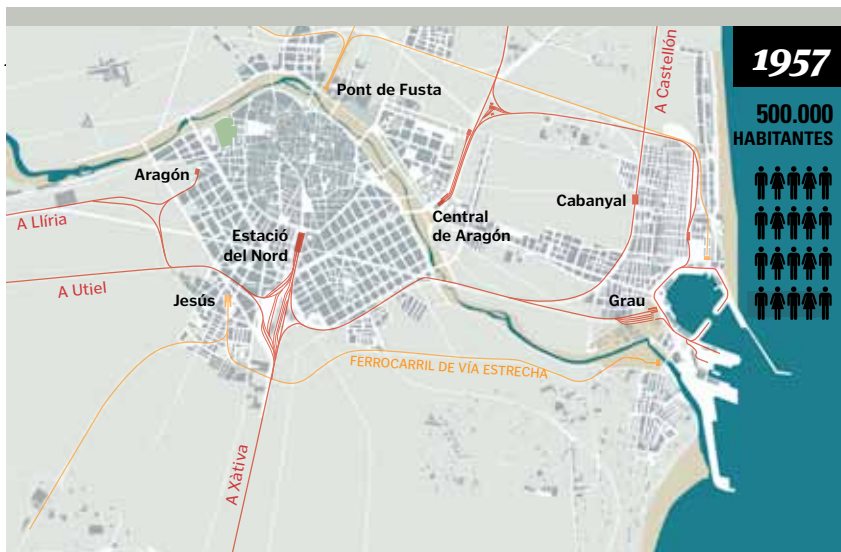 1957
500.000
HABITANTES
A Castellón
Pont de Fusta
Aragón
Cabanyal
Central
de Aragón
A Llíria
Estació
del Nord
A Utiel
Jesús
Grau
FERROCARRIL DE VÍA ESTRECHA
A Xàtiva